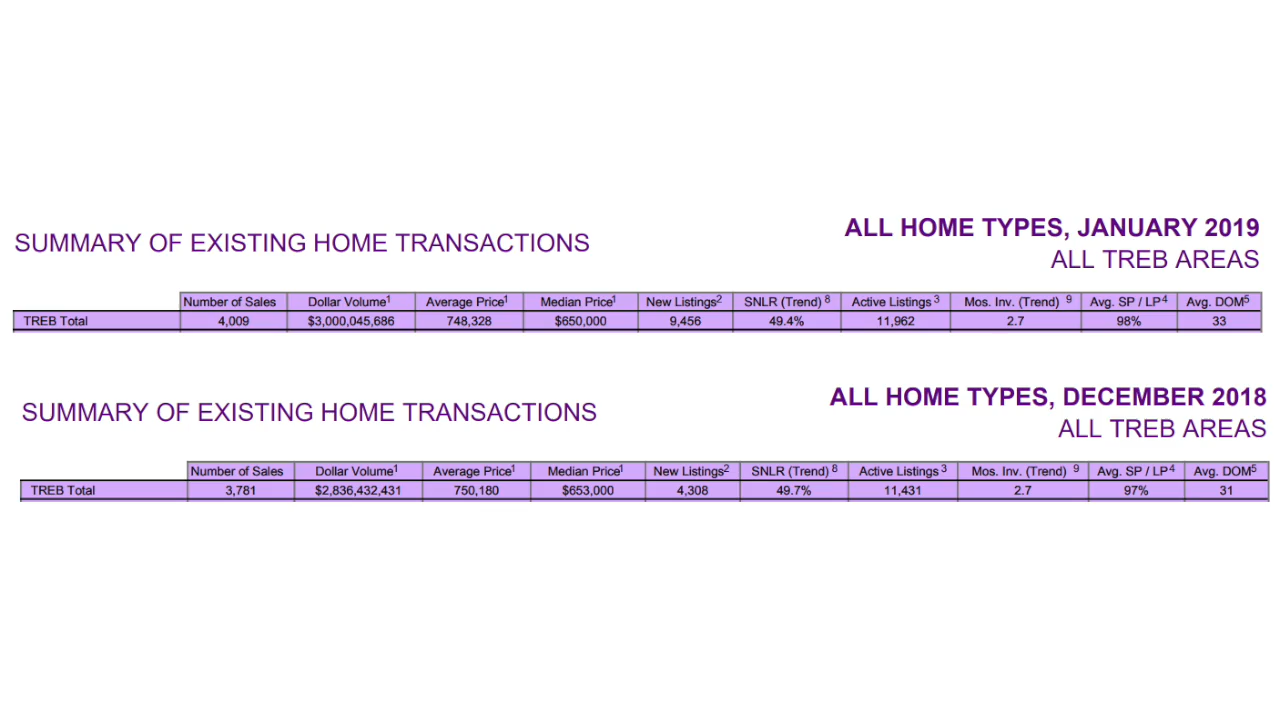 SUMMARY OF EXISTING HOME TRANSACTIONS
ALL HOME TYPES, JANUARY 2019
ALL TREB AREAS
Number of Sales Dollar Volume1 Average Price1 Median Price1 New Listings2 SNLR (Trend) 8 Active Listings 3 Mos. Inv. (Trend) 9 Avg. SP / LP4 Avg. DOM5
TREB Total 4,009 $3,000,045,686 748,328 $650,000 9,456 49.4% 11,962 2.7 98% 33
SUMMARY OF EXISTING HOME TRANSACTIONS
ALL HOME TYPES, DECEMBER 2018
ALL TREB AREAS
Number of Sales Dollar Volume1 Average Price1 Median Price1 New Listings2 SNLR (Trend) 8 Active Listings 3 Mos. Inv. (Trend) 9 Avg. SP / LP4 Avg. DOM5
TREB Total 3,781 $2,836,432,431 750,180 $653,000 4,308 49.7% 11,431 2.7 97% 31